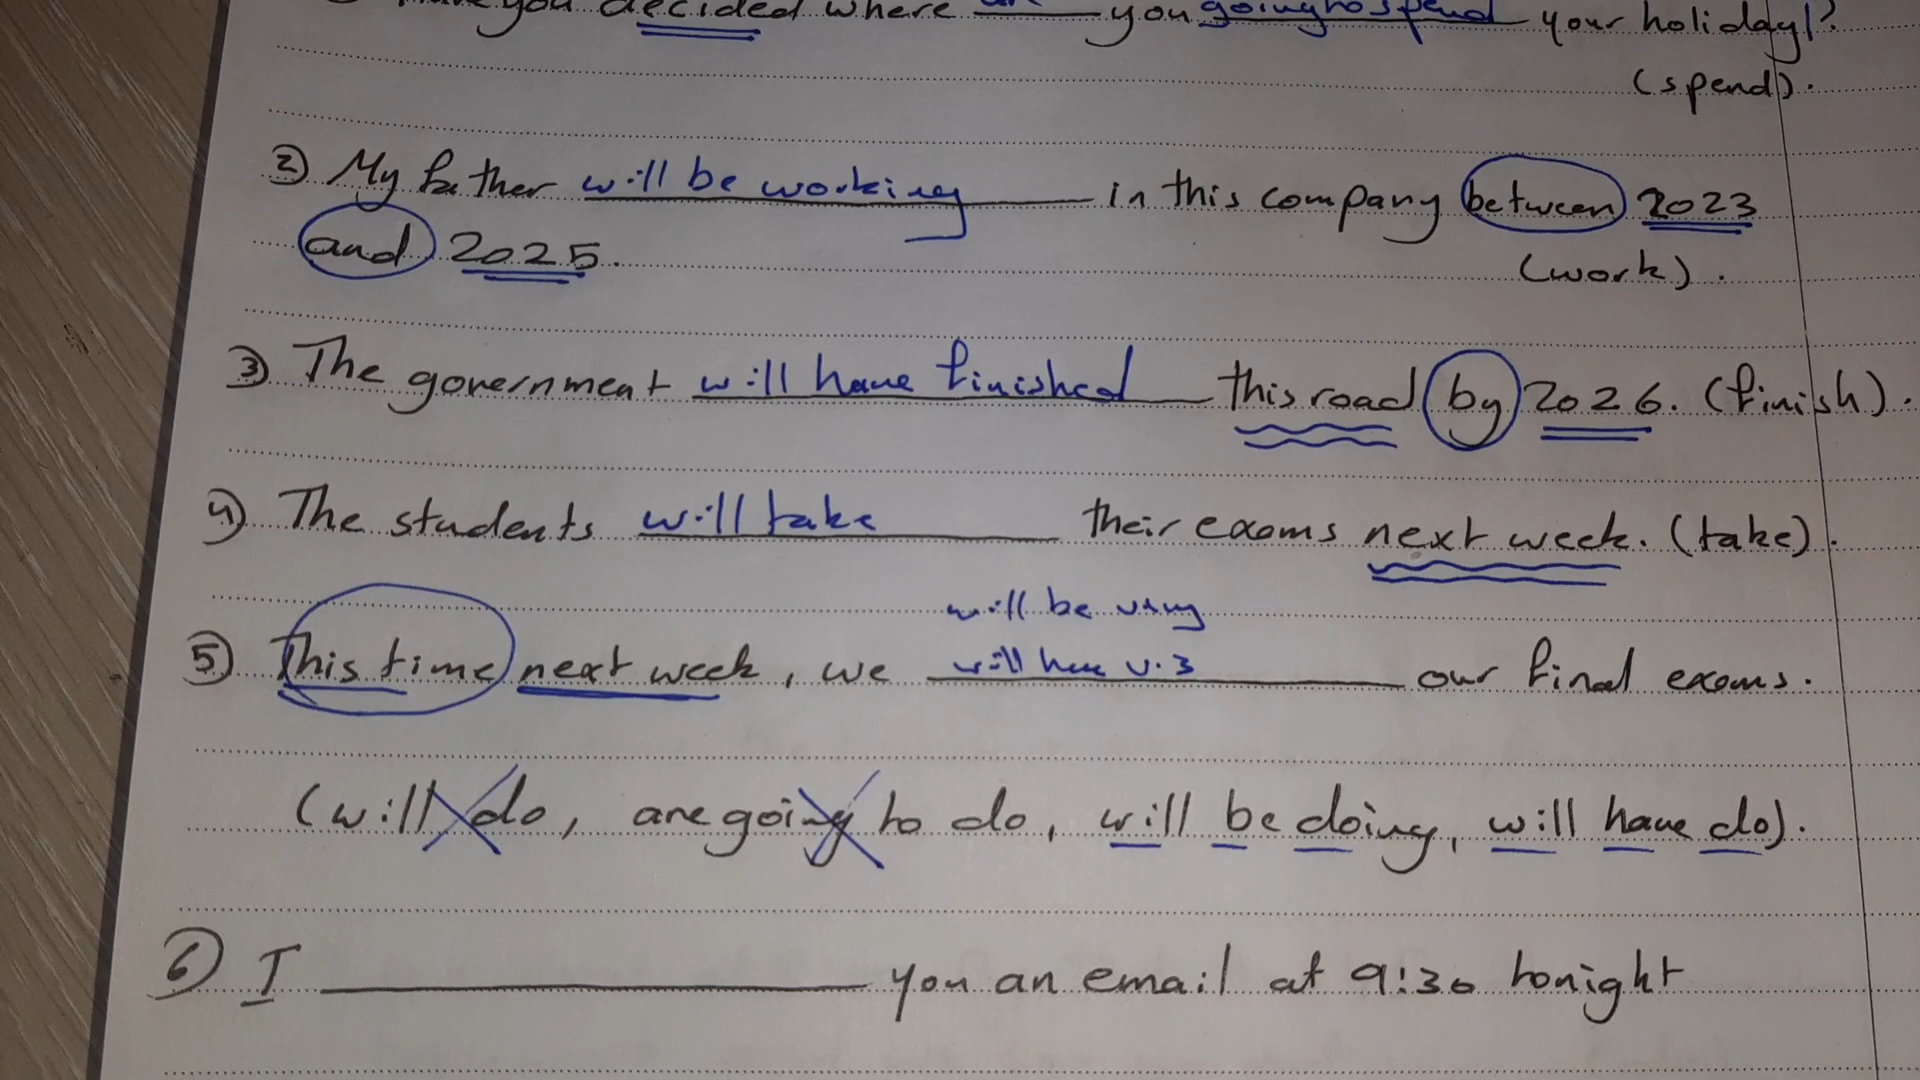 Have you decided where are you going to spend your holiday?
(spend).
② My father will be working in this company between 2023
and 2025.
(work).
③ The government will have finished this road by 2026. (finish).
4) The students will take their exams next week. (take).
will be v.ing
⑤ This time next week, we will have v.3 our final exams.
(will do, are going to do, will be doing, will have do).
⑥ I you an email at 9:30 tonight